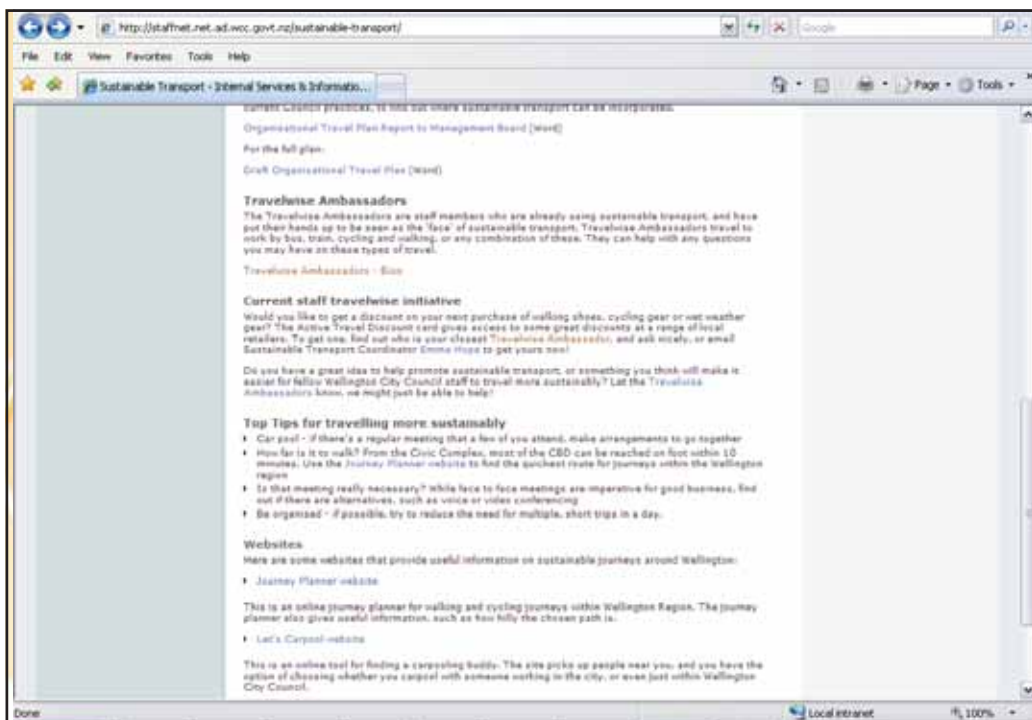 http://staffnet.net.ad.wcc.govt.nz/sustainable-transport/
Google
File Edit View Favorites Tools Help
Sustainable Transport - Internal Services & Informatio...
Page Tools
current Council practices, to find out where sustainable transport can be incorporated.
Organisational Travel Plan Report to Management Board (Word)
For the full plan:
Draft Organisational Travel Plan (Word)
Travelwise Ambassadors
The Travelwise Ambassadors are staff members who are already using sustainable transport, and have
put their hands up to be seen as the 'face' of sustainable transport. Travelwise Ambassadors travel to
work by bus, train, cycling and walking, or any combination of these. They can help with any questions
you may have on these types of travel.
Travelwise Ambassadors - Bios
Current staff travelwise initiative
Would you like to get a discount on your next purchase of walking shoes, cycling gear or wet weather
gear? The Active Travel Discount card gives access to some great discounts at a range of local
retailers. To get one, find out who is your closest Travelwise Ambassador, and ask nicely, or email
Sustainable Transport Coordinator Emma Hope to get yours now!
Do you have a great idea to help promote sustainable transport, or something you think will make it
easier for fellow Wellington City Council staff to travel more sustainably? Let the Travelwise
Ambassadors know, we might just be able to help!
Top Tips for travelling more sustainably
Car pool - if there's a regular meeting that a few of you attend, make arrangements to go together
How far is it to walk? From the Civic Complex, most of the CBD can be reached on foot within 10
minutes. Use the Journey Planner website to find the quickest route for journeys within the Wellington
region
Is that meeting really necessary? While face to face meetings are imperative for good business, find
out if there are alternatives, such as voice or video conferencing
Be organised - if possible, try to reduce the need for multiple, short trips in a day.
Websites
Here are some websites that provide useful information on sustainable journeys around Wellington:
Journey Planner website
This is an online journey planner for walking and cycling journeys within Wellington Region. The journey
planner also gives useful information, such as how hilly the chosen path is.
Let's Carpool website
This is an online tool for finding a carpooling buddy. The site picks up people near you, and you have the
option of choosing whether you carpool with someone working in the city, or even just within Wellington
City Council.
Done Local intranet 100%